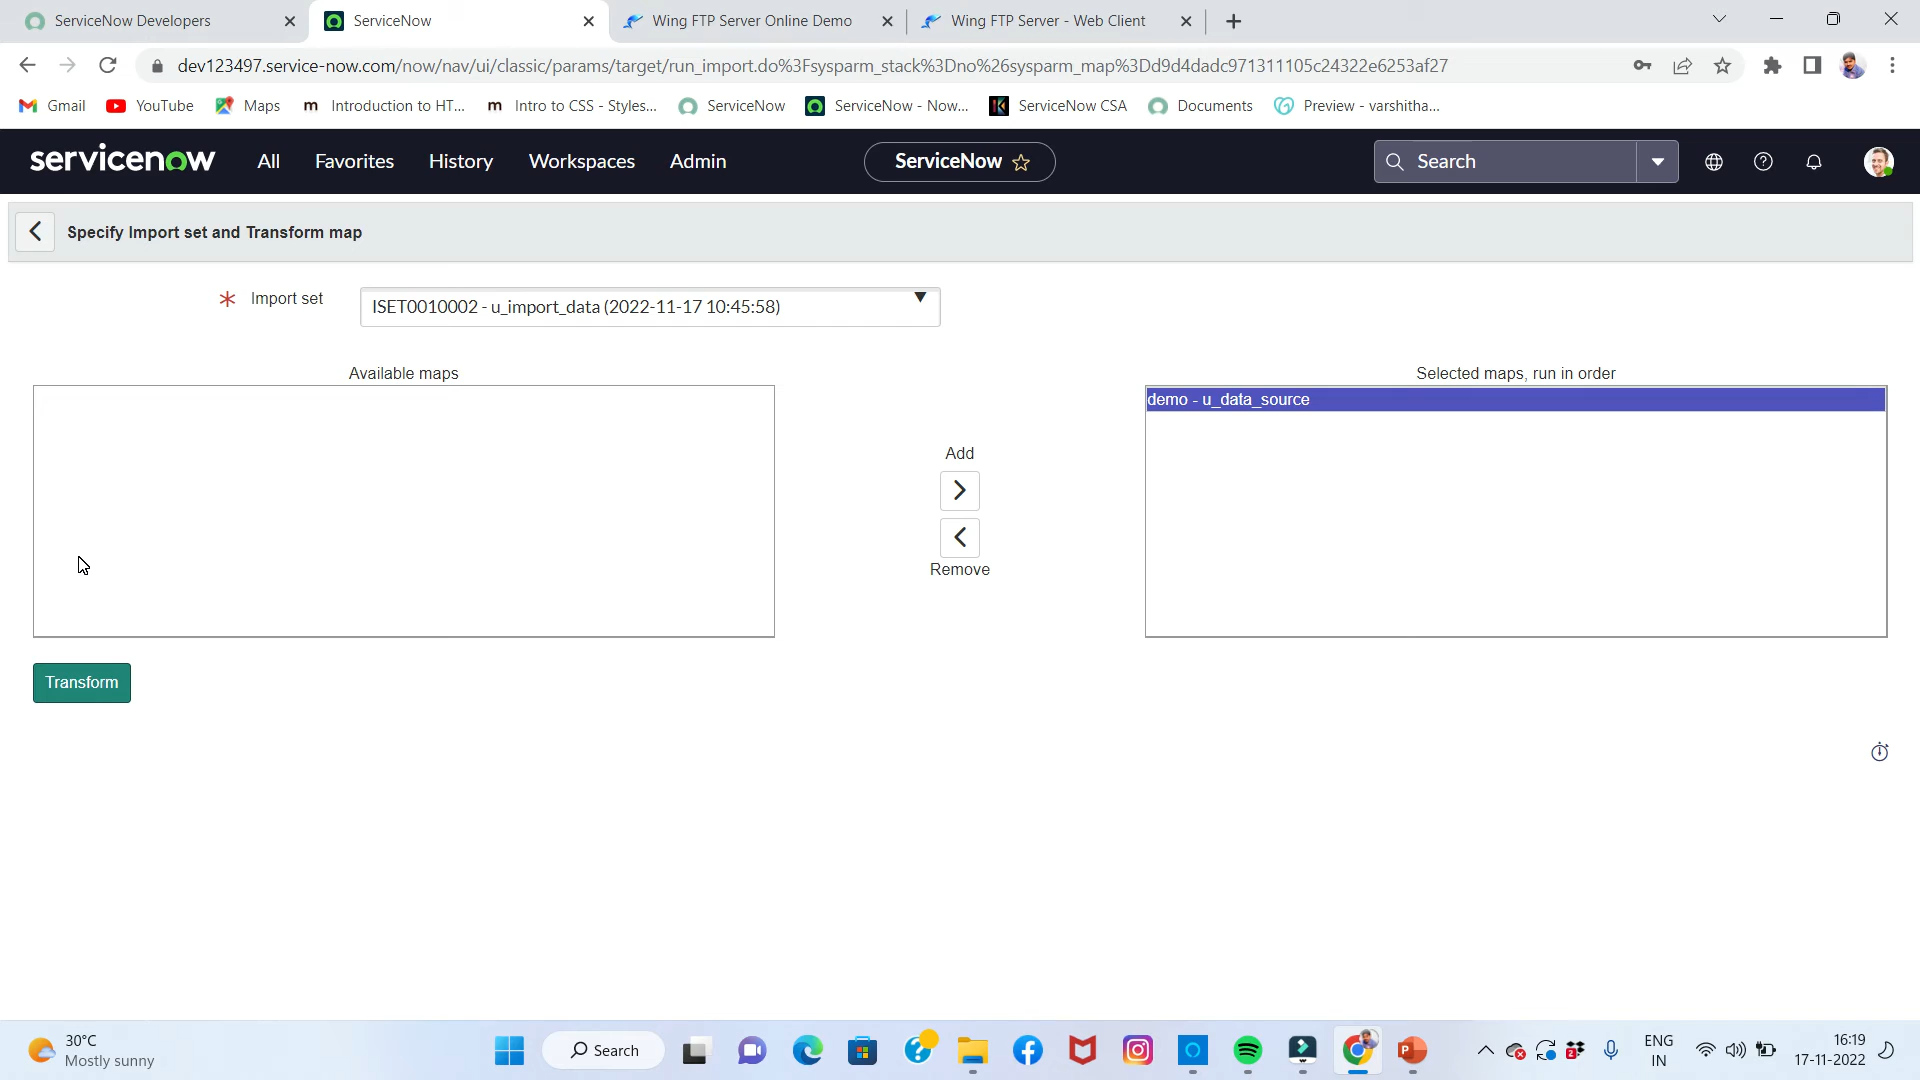 ServiceNow Developers
ServiceNow
Wing FTP Server Online Demo
Wing FTP Server - Web Client
dev123497.service-now.com/now/nav/ui/classic/params/target/run_import.do%3Fsysparm_stack%3Dno%26sysparm_map%3Dd9d4dadc971311105c24322e6253af27
Gmail
YouTube
Maps
Introduction to HT...
Intro to CSS - Styles...
ServiceNow
ServiceNow - Now...
ServiceNow CSA
Documents
Preview - varshitha...
servicenow
All
Favorites
History
Workspaces
Admin
ServiceNow
Search
Specify Import set and Transform map
Import set
ISET0010002 - u_import_data (2022-11-17 10:45:58)
Available maps
Selected maps, run in order
demo - u_data_source
Add
Remove
Transform
30°C
Mostly sunny
Search
ENG
IN
16:19
17-11-2022